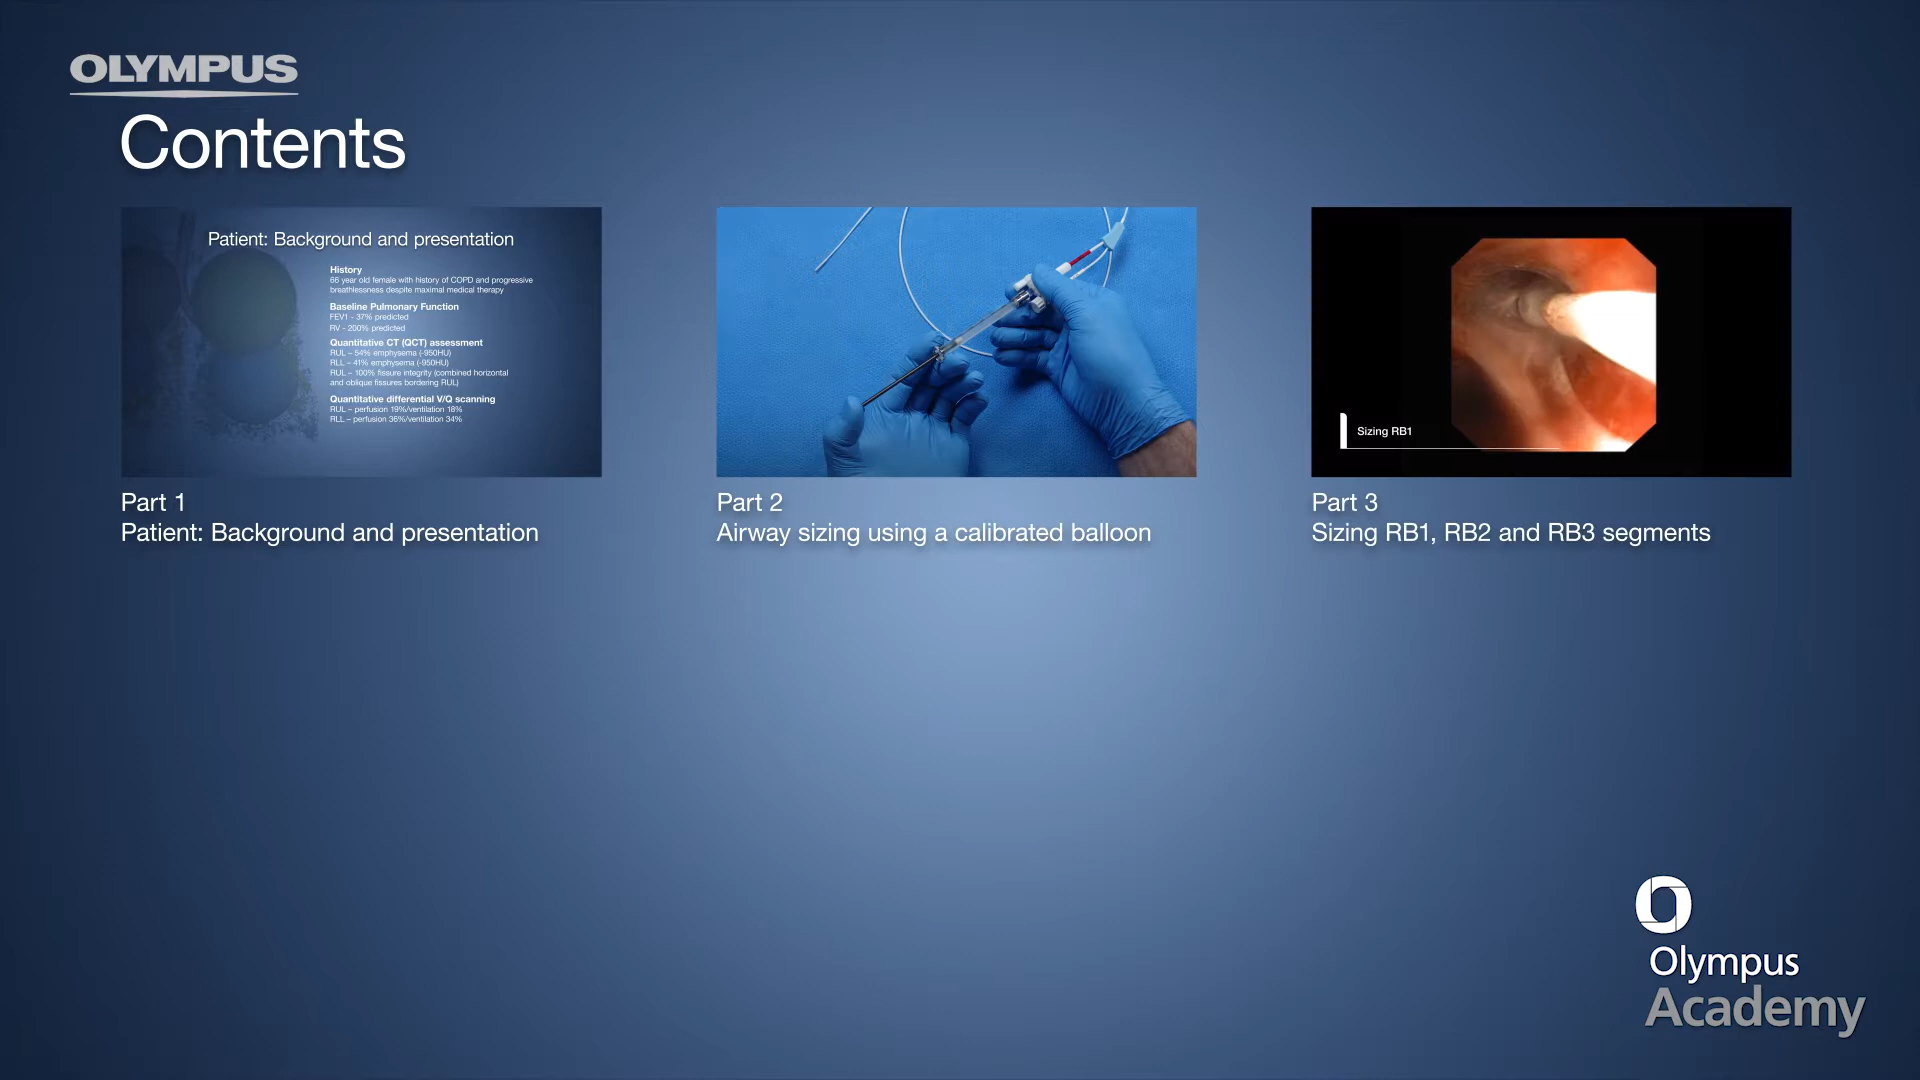 OLYMPUS
Contents
Patient: Background and presentation
History
66 year old female with history of COPD and progressive
breathlessness despite maximal medical therapy
Baseline Pulmonary Function
FEV1 - 37% predicted
RV - 200% predicted
Quantitative CT (QCT) assessment
RUL – 54% emphysema (-950HU)
RLL – 41% emphysema (-950HU)
RUL – 100% fissure integrity (combined horizontal
and oblique fissures bordering RUL)
Quantitative differential V/Q scanning
RUL – perfusion 19%/ventilation 18%
RLL – perfusion 36%/ventilation 34%
Part 1
Patient: Background and presentation
Part 2
Airway sizing using a calibrated balloon
Sizing RB1
Part 3
Sizing RB1, RB2 and RB3 segments
Olympus
Academy